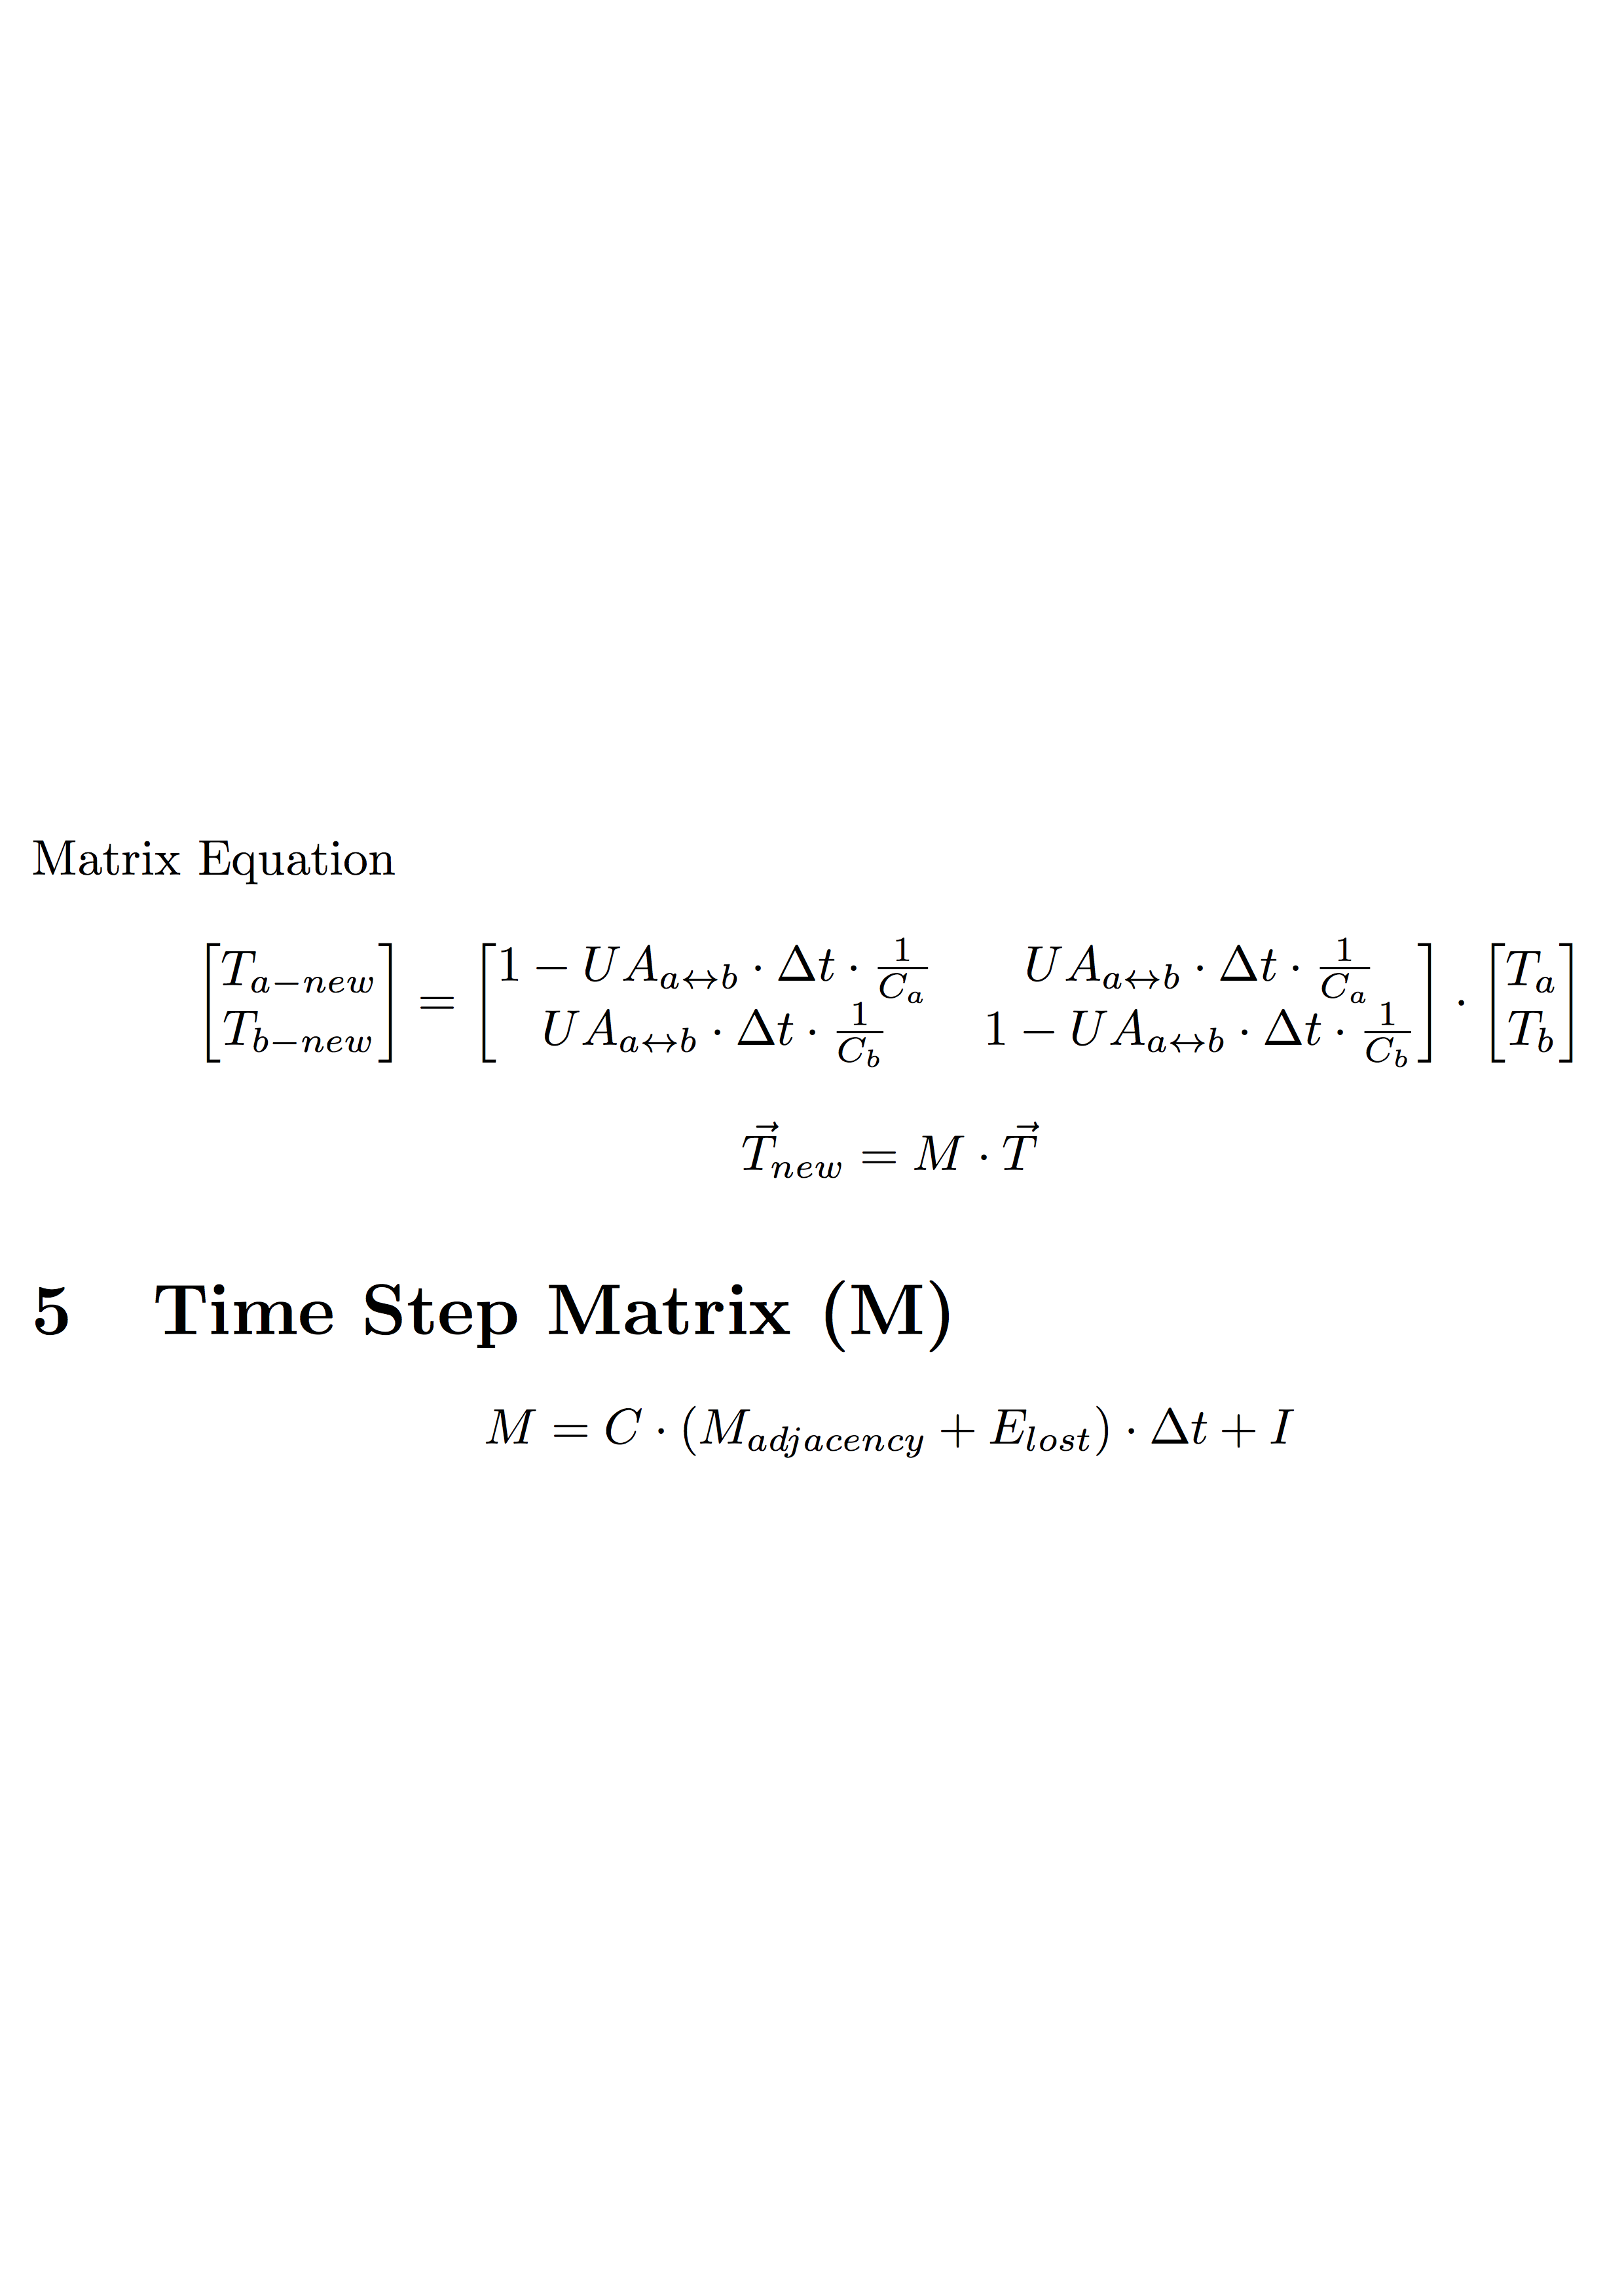 Matrix Equation
$$\begin{bmatrix} T_{a-new} \\ T_{b-new} \end{bmatrix} = \begin{bmatrix} 1 - UA_{a\leftrightarrow b} \cdot \Delta t \cdot \frac{1}{C_a} & UA_{a\leftrightarrow b} \cdot \Delta t \cdot \frac{1}{C_a} \\ UA_{a\leftrightarrow b} \cdot \Delta t \cdot \frac{1}{C_b} & 1 - UA_{a\leftrightarrow b} \cdot \Delta t \cdot \frac{1}{C_b} \end{bmatrix} \cdot \begin{bmatrix} T_a \\ T_b \end{bmatrix}$$
$$\vec{T}_{new} = M \cdot \vec{T}$$
5 Time Step Matrix (M)
$$M = C \cdot (M_{adjacency} + E_{lost}) \cdot \Delta t + I$$